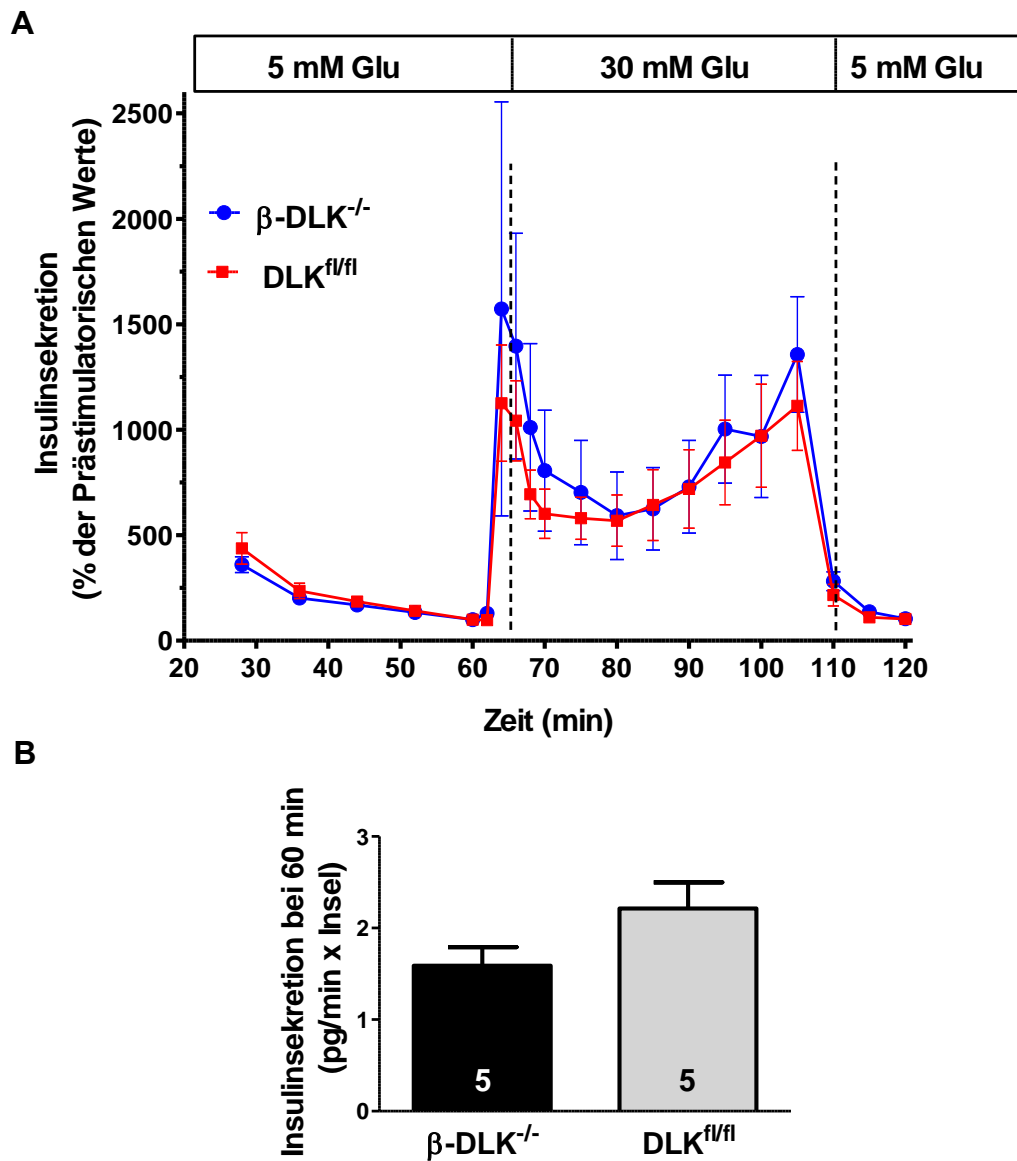 A
5 mM Glu 30 mM Glu 5 mM Glu
Insulinsekretion
(% der Prästimulatorischen Werte)
2500
2000
1500
1000
500
0
β-DLK-/-
DLKfl/fl
20 30 40 50 60 70 80 90 100 110 120
Zeit (min)
B
Insulinsekretion bei 60 min
(pg/min x Insel)
3
2
1
0
5 5
β-DLK-/- DLKfl/fl